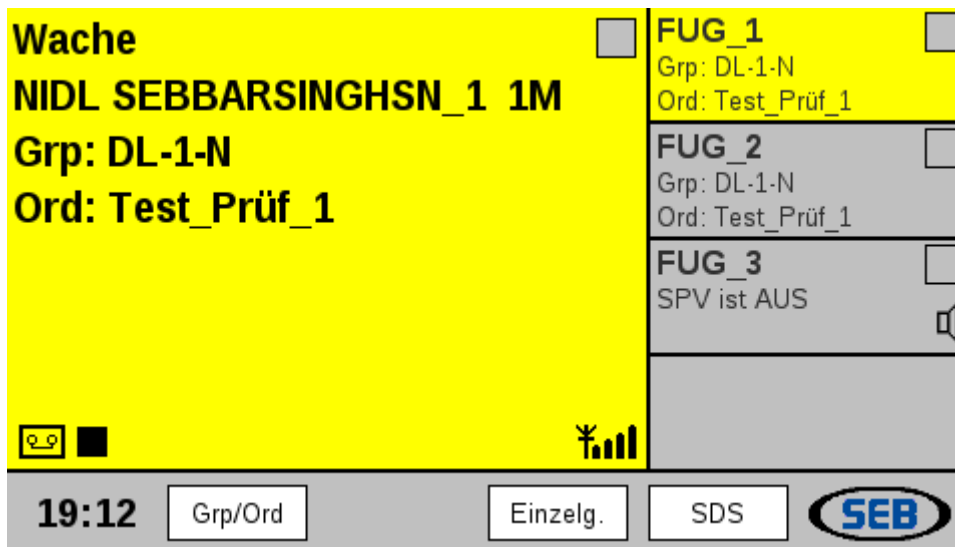 Wache
NIDL SEBBARSINGHSN_1 1M
Grp: DL-1-N
Ord: Test_Prüf_1
FUG_1
Grp: DL-1-N
Ord: Test_Prüf_1
FUG_2
Grp: DL-1-N
Ord: Test_Prüf_1
FUG_3
SPV ist AUS
19:12
Grp/Ord
Einzelg.
SDS
SEB